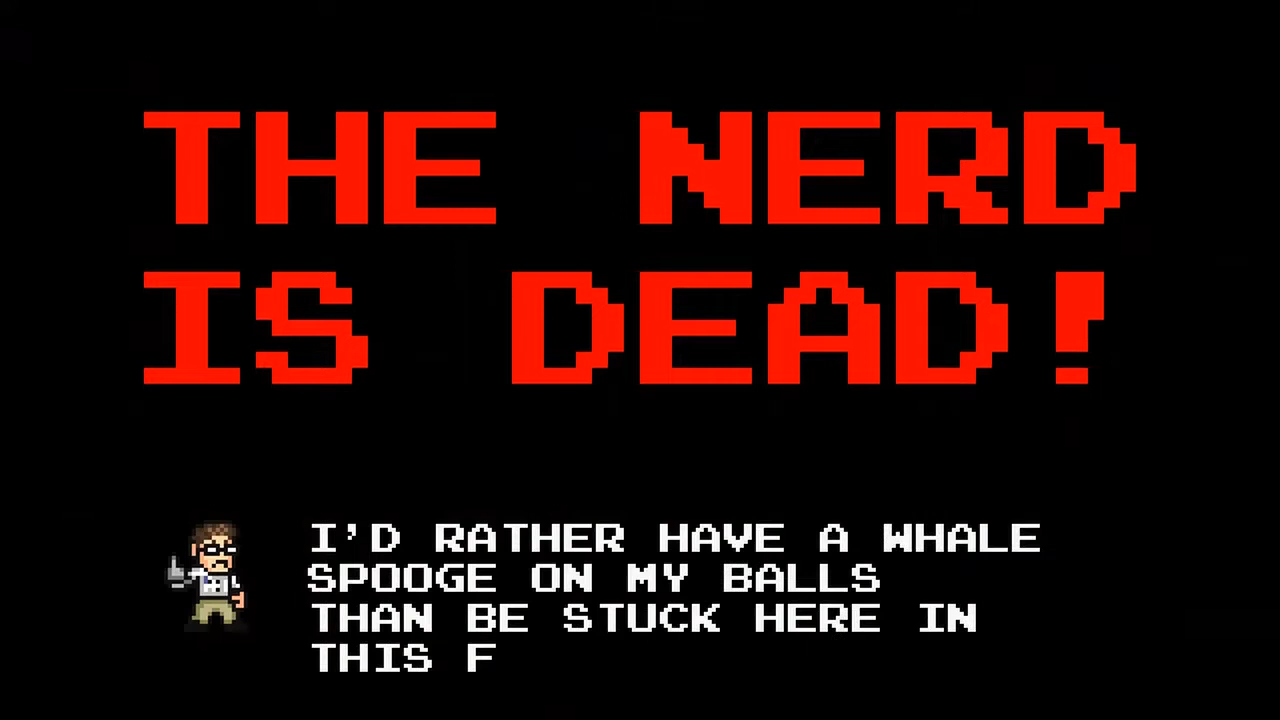 THE NERD
IS DEAD!
I'D RATHER HAVE A WHALE
SPOOGE ON MY BALLS
THAN BE STUCK HERE IN
THIS F